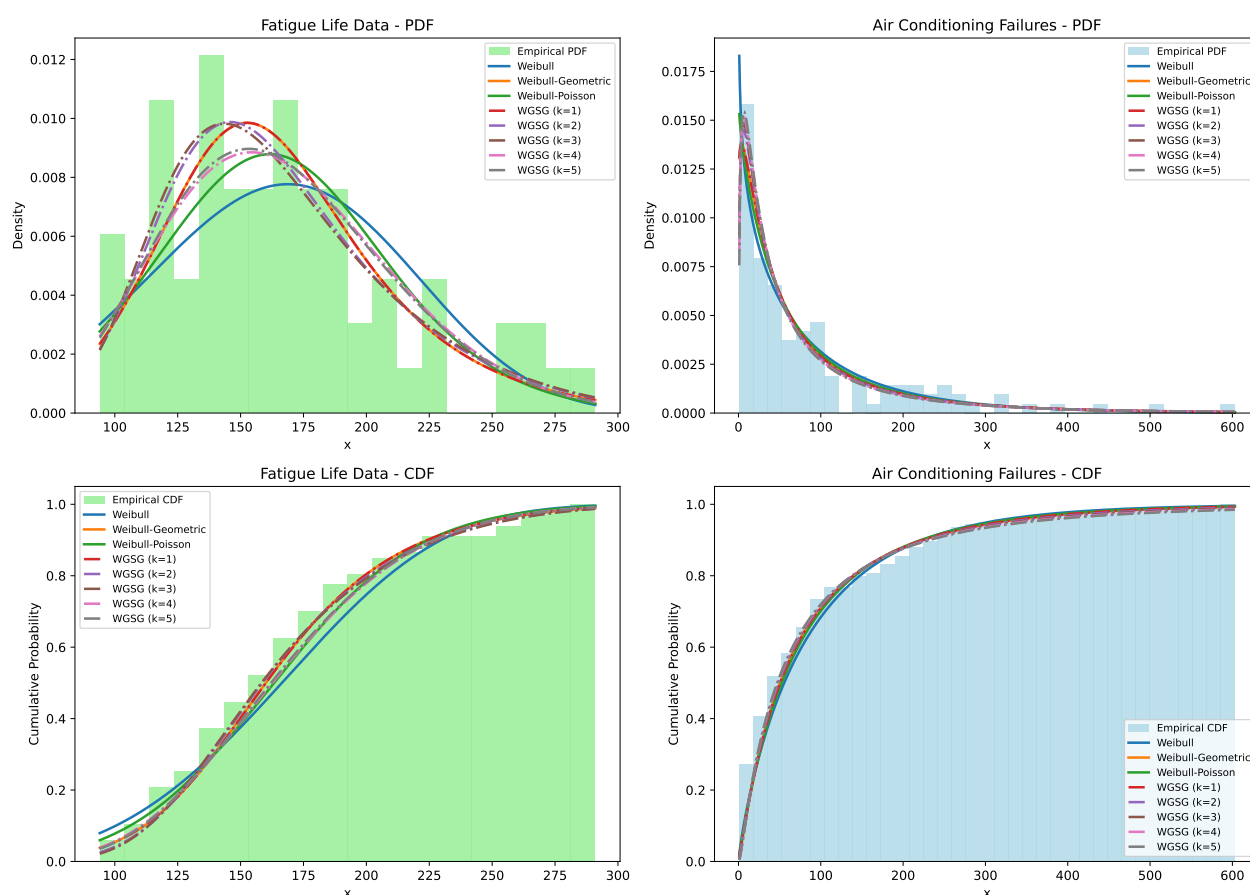 Fatigue Life Data - PDF
Density
0.012
0.010
0.008
0.006
0.004
0.002
0.000
Empirical PDF
Weibull
Weibull-Geometric
Weibull-Poisson
WGSG (k=1)
WGSG (k=2)
WGSG (k=3)
WGSG (k=4)
WGSG (k=5)
100 125 150 175 200 225 250 275 300
x
Air Conditioning Failures - PDF
Density
0.0175
0.0150
0.0125
0.0100
0.0075
0.0050
0.0025
0.0000
Empirical PDF
Weibull
Weibull-Geometric
Weibull-Poisson
WGSG (k=1)
WGSG (k=2)
WGSG (k=3)
WGSG (k=4)
WGSG (k=5)
0 100 200 300 400 500 600
x
Fatigue Life Data - CDF
Cumulative Probability
1.0
0.8
0.6
0.4
0.2
0.0
Empirical CDF
Weibull
Weibull-Geometric
Weibull-Poisson
WGSG (k=1)
WGSG (k=2)
WGSG (k=3)
WGSG (k=4)
WGSG (k=5)
100 125 150 175 200 225 250 275 300
x
Air Conditioning Failures - CDF
Cumulative Probability
1.0
0.8
0.6
0.4
0.2
0.0
Empirical CDF
Weibull
Weibull-Geometric
Weibull-Poisson
WGSG (k=1)
WGSG (k=2)
WGSG (k=3)
WGSG (k=4)
WGSG (k=5)
0 100 200 300 400 500 600
x